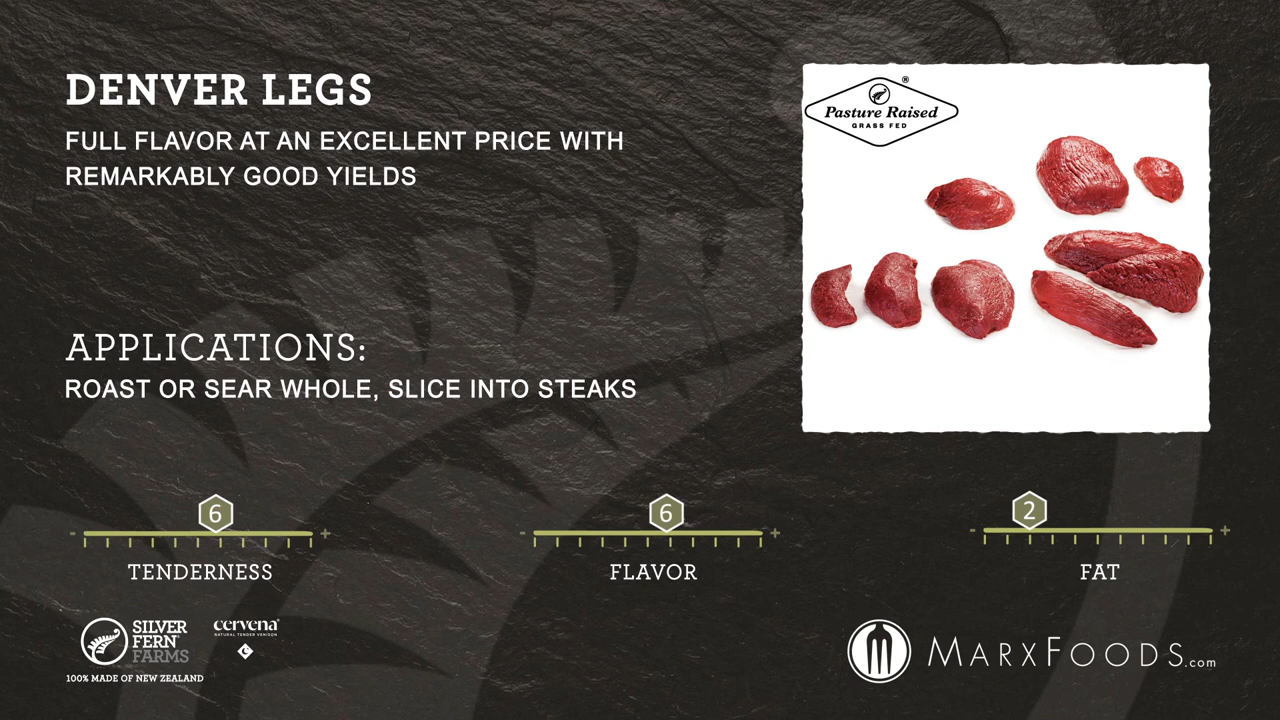 DENVER LEGS
FULL FLAVOR AT AN EXCELLENT PRICE WITH
REMARKABLY GOOD YIELDS
Pasture Raised
GRASS FED
APPLICATIONS:
ROAST OR SEAR WHOLE, SLICE INTO STEAKS
- 6 +
TENDERNESS
- 6 +
FLAVOR
- 2 +
FAT
SILVER
FERN
FARMS
100% MADE OF NEW ZEALAND
cervena
NATURAL TENDER VENISON
MARXFOODS.com